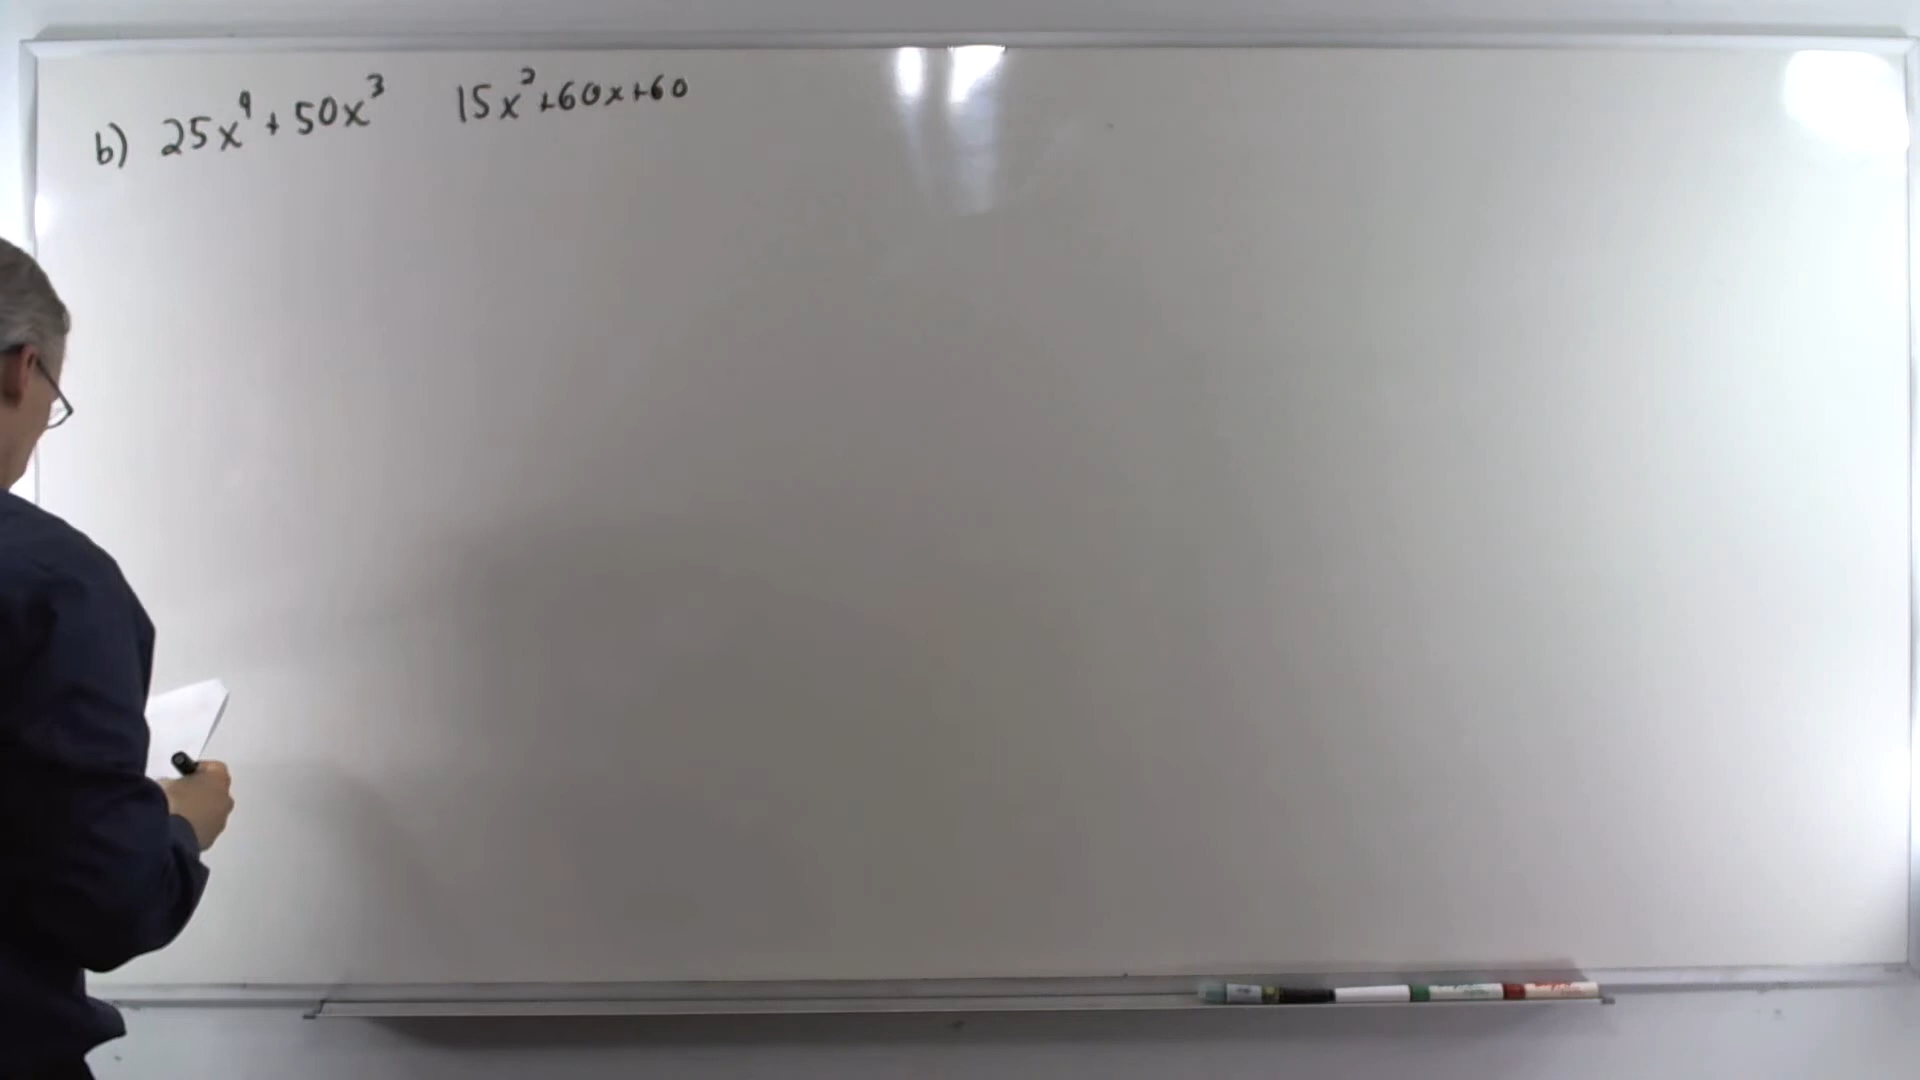 b) 25x⁴ + 50x³ 15x² + 60x + 60